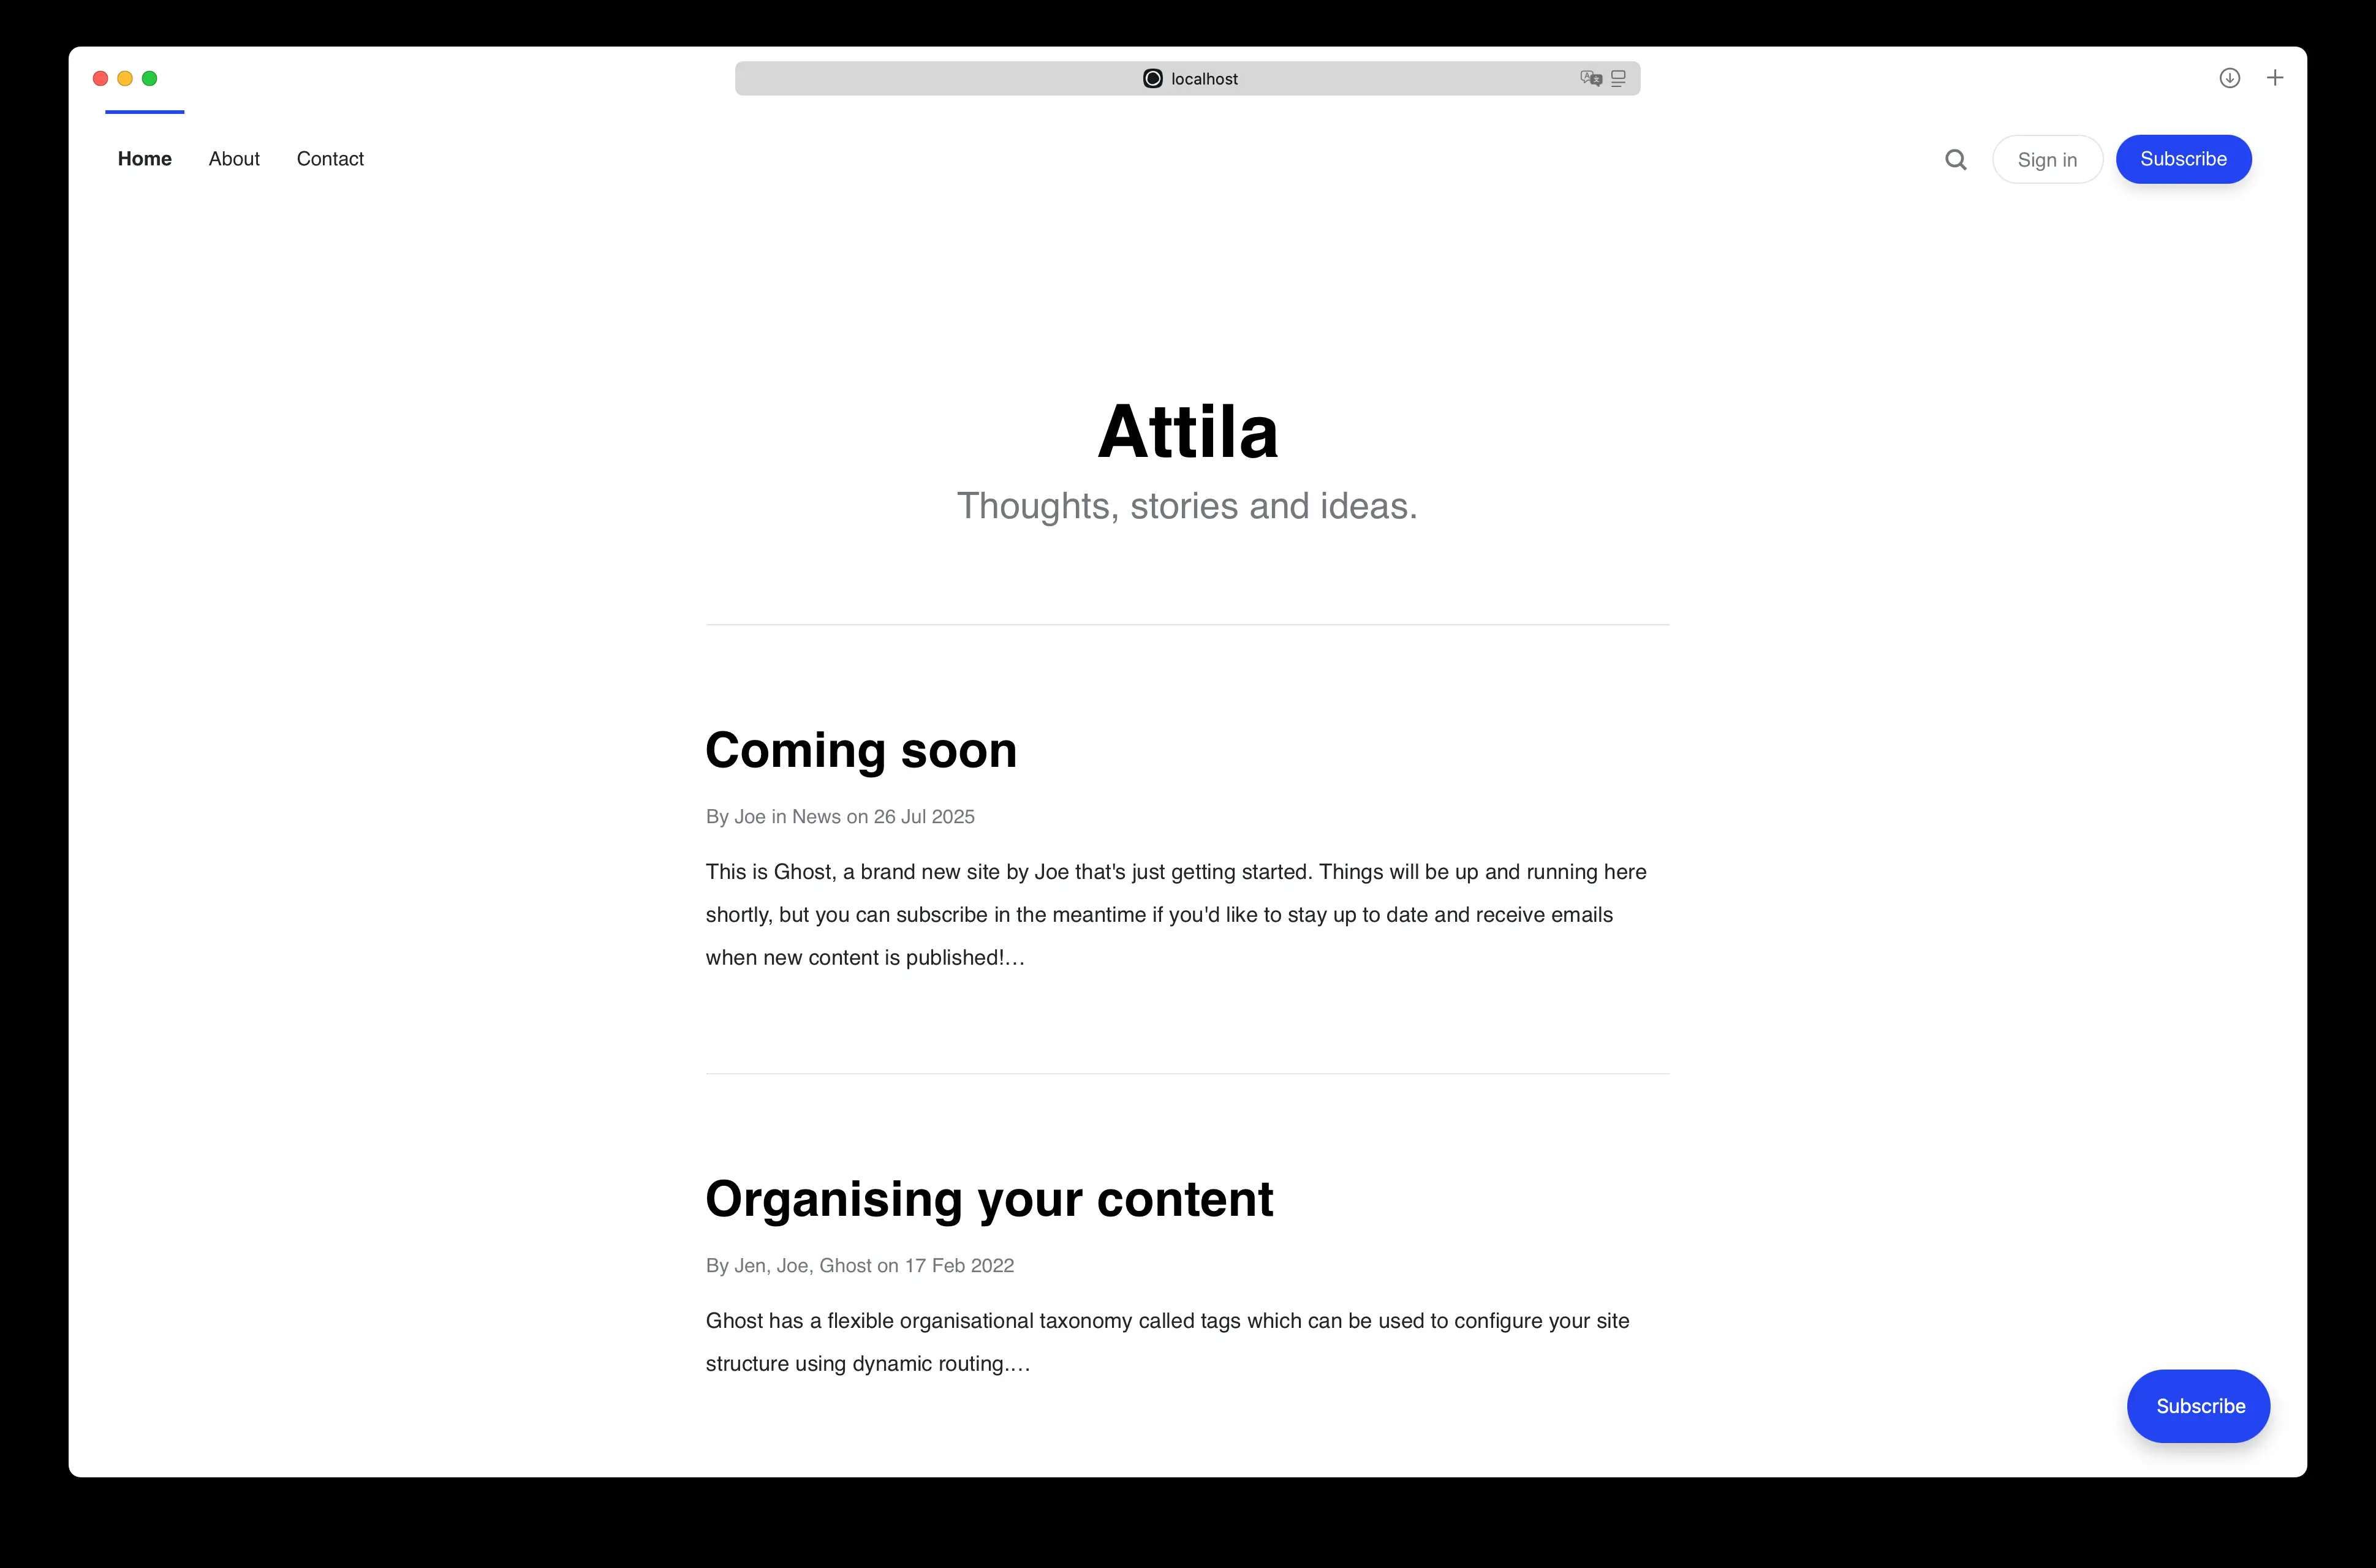 localhost
Home
About
Contact
Sign in
Subscribe
Attila
Thoughts, stories and ideas.
Coming soon
By Joe in News on 26 Jul 2025
This is Ghost, a brand new site by Joe that's just getting started. Things will be up and running here
shortly, but you can subscribe in the meantime if you'd like to stay up to date and receive emails
when new content is published!…
Organising your content
By Jen, Joe, Ghost on 17 Feb 2022
Ghost has a flexible organisational taxonomy called tags which can be used to configure your site
structure using dynamic routing.…
Subscribe